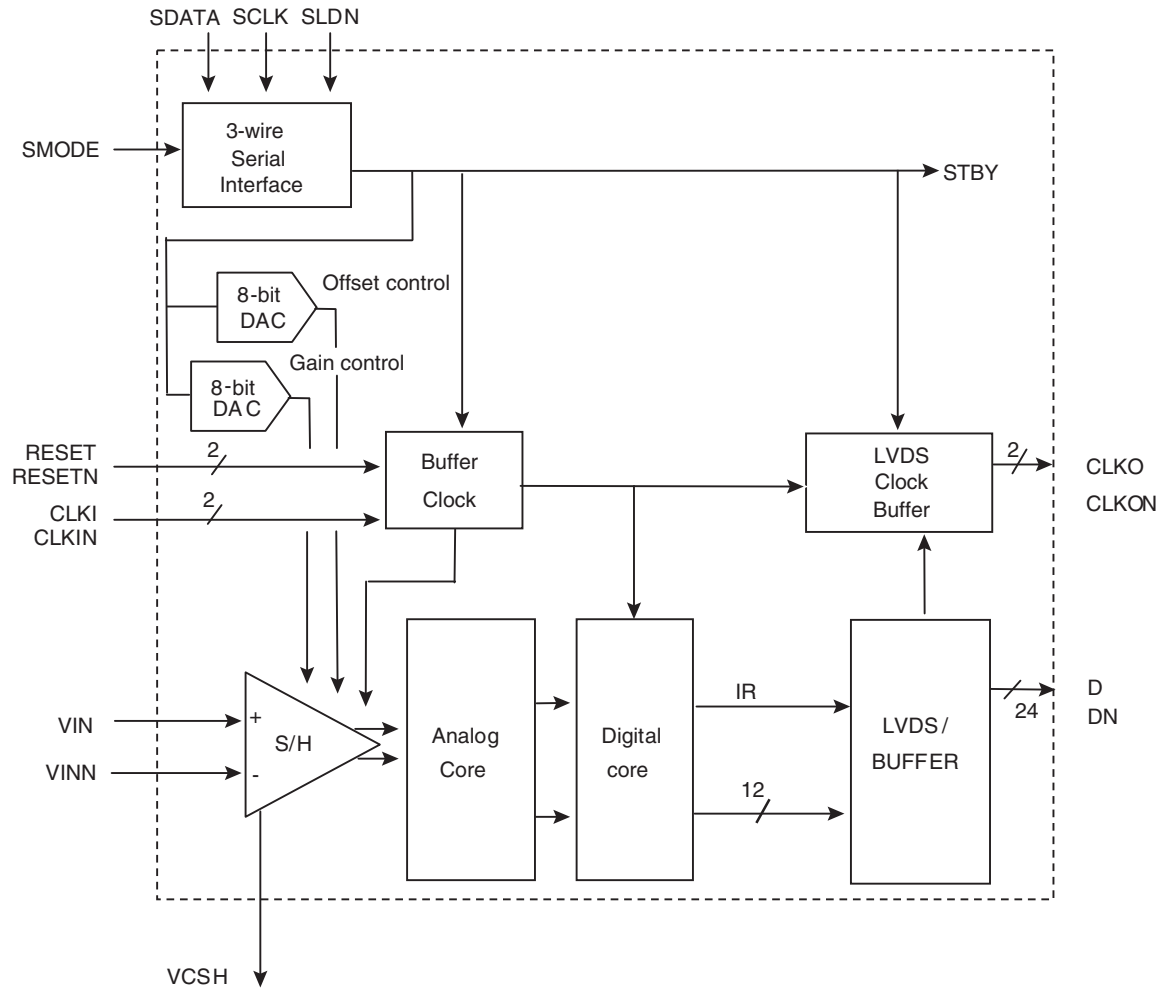 SDATA SCLK SLDN
SMODE
3-wire
Serial
Interface
STBY
8-bit
DAC
Offset control
Gain control
8-bit
DAC
RESET
RESETN
2
CLKI
CLKIN
2
Buffer
Clock
LVDS
Clock
Buffer
2
CLKO
CLKON
VIN
VINN
+
-
S/H
Analog
Core
Digital
core
IR
12
LVDS/
BUFFER
24
D
DN
VCSH